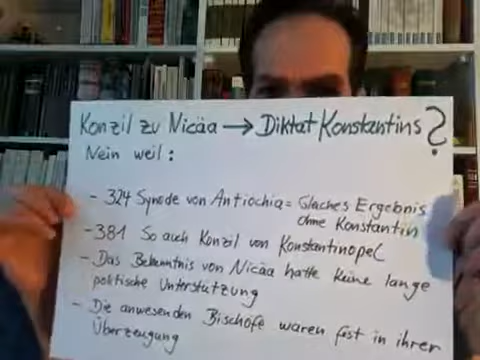 Konzil zu Nicäa → Diktat Konstantins?
Nein weil:
- 324 Synode von Antiochia = Glaches Ergebnis
ohne Konstantin
- 381 So auch Konzil von Konstantinopel
- Das Bekenntnis von Nicäa hatte keine lange
politische Unterstützung
- Die anwesenden Bischöfe waren fest in ihrer
Überzeugung